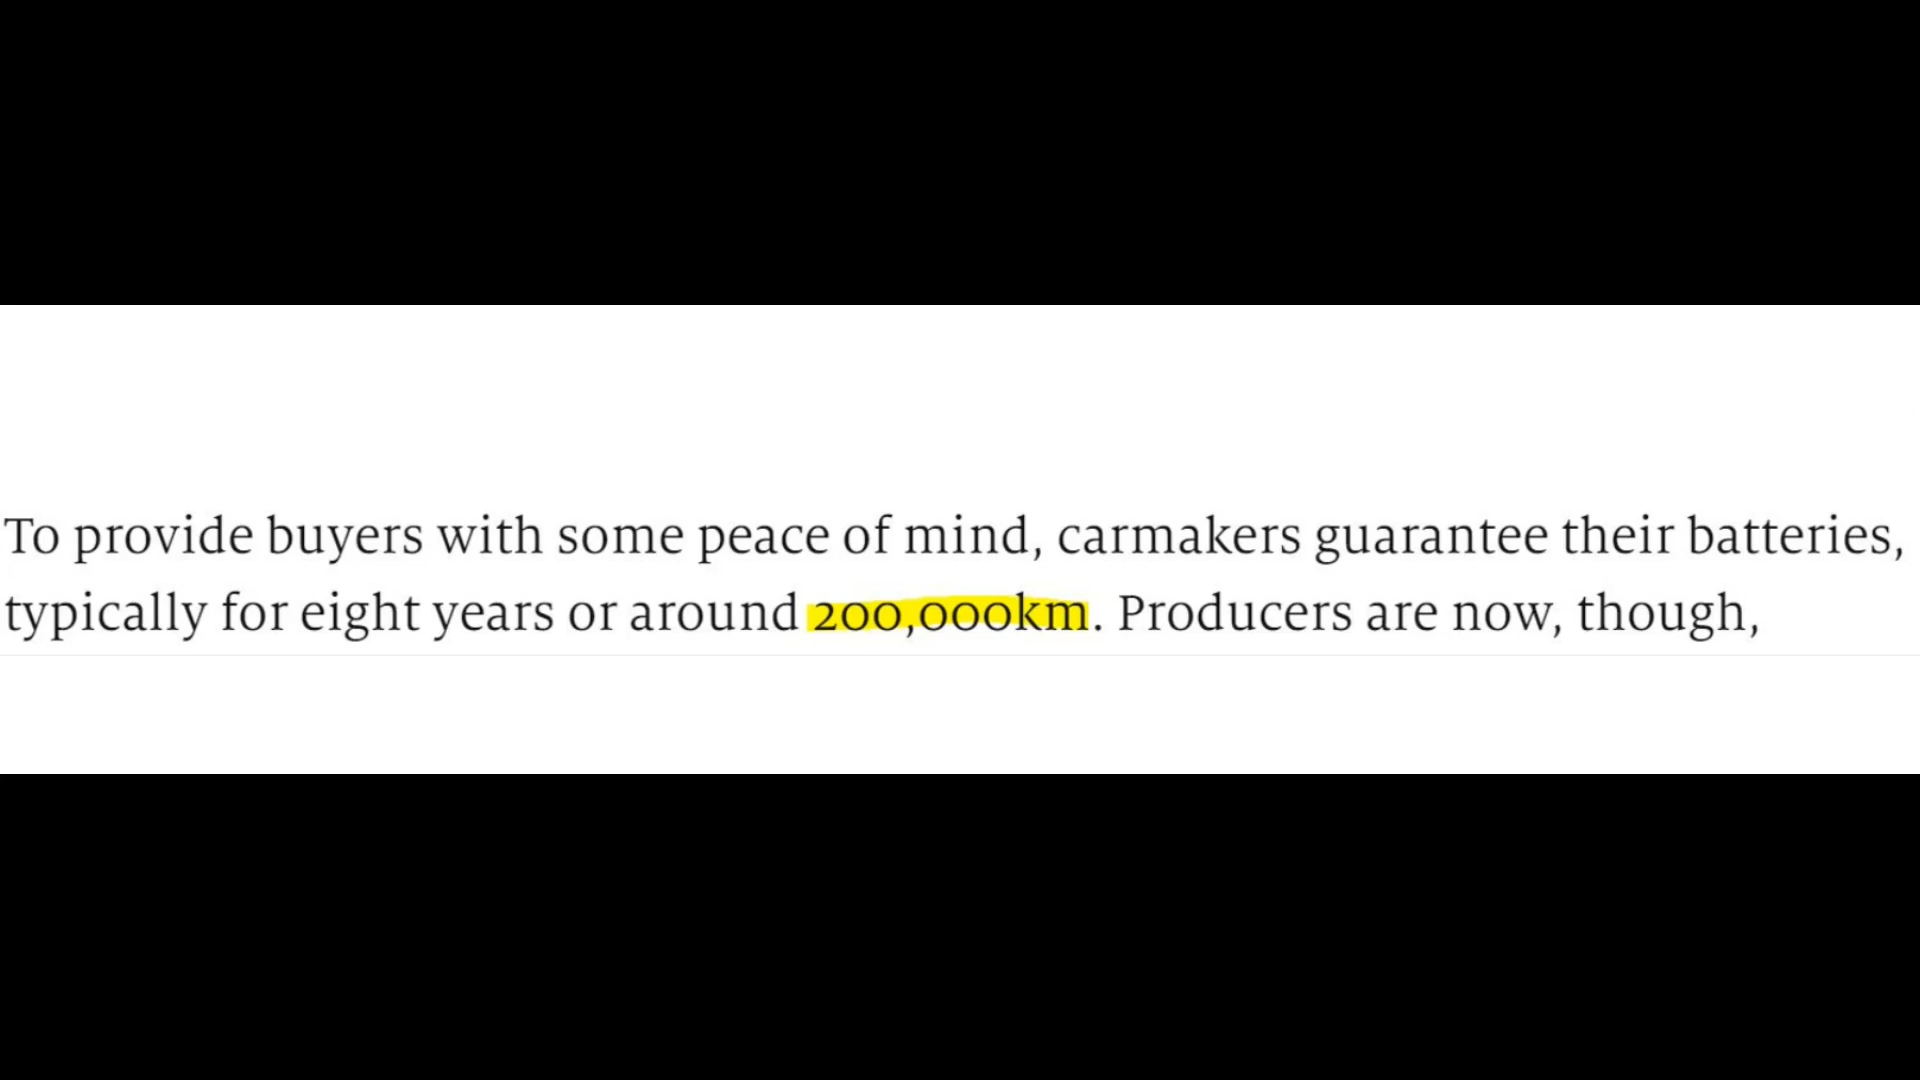 To provide buyers with some peace of mind, carmakers guarantee their batteries,
typically for eight years or around 200,000km. Producers are now, though,